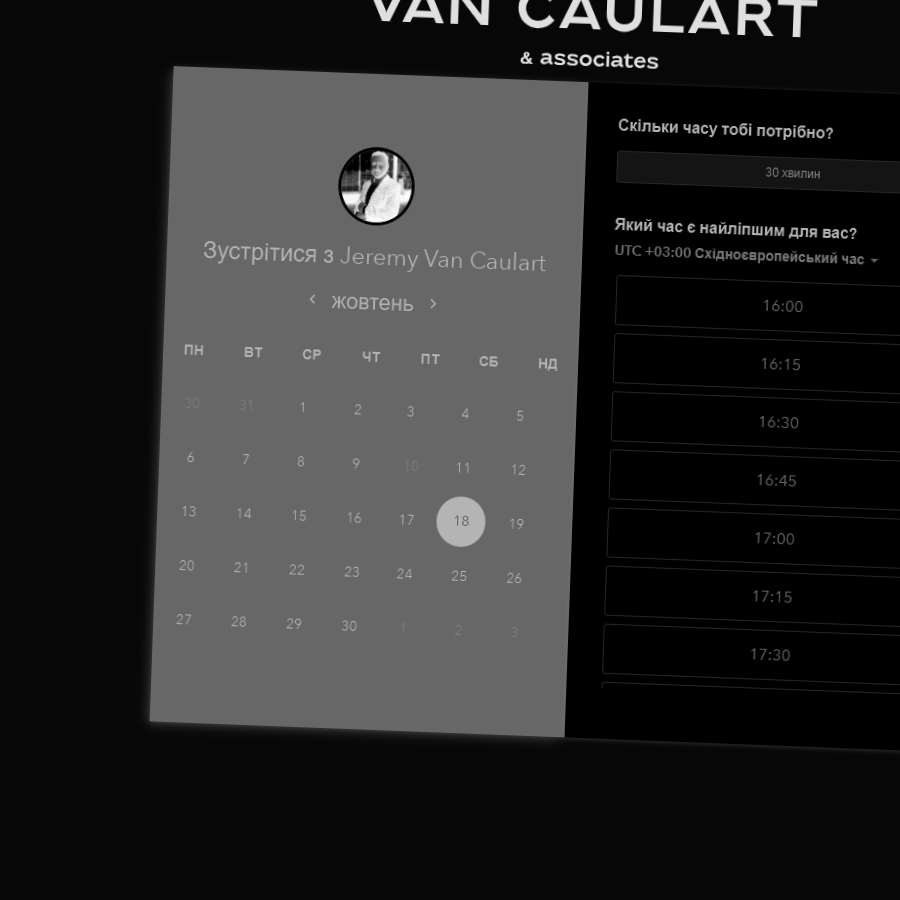 VAN CAULART
& associates
Зустрітися з Jeremy Van Caulart
жовтень
ПН ВТ СР ЧТ ПТ СБ НД
30 31 1 2 3 4 5
6 7 8 9 10 11 12
13 14 15 16 17 18 19
20 21 22 23 24 25 26
27 28 29 30 1 2 3
Скільки часу тобі потрібно?
30 хвилин
Який час є найліпшим для вас?
UTC +03:00 Східноєвропейський час
16:00
16:15
16:30
16:45
17:00
17:15
17:30